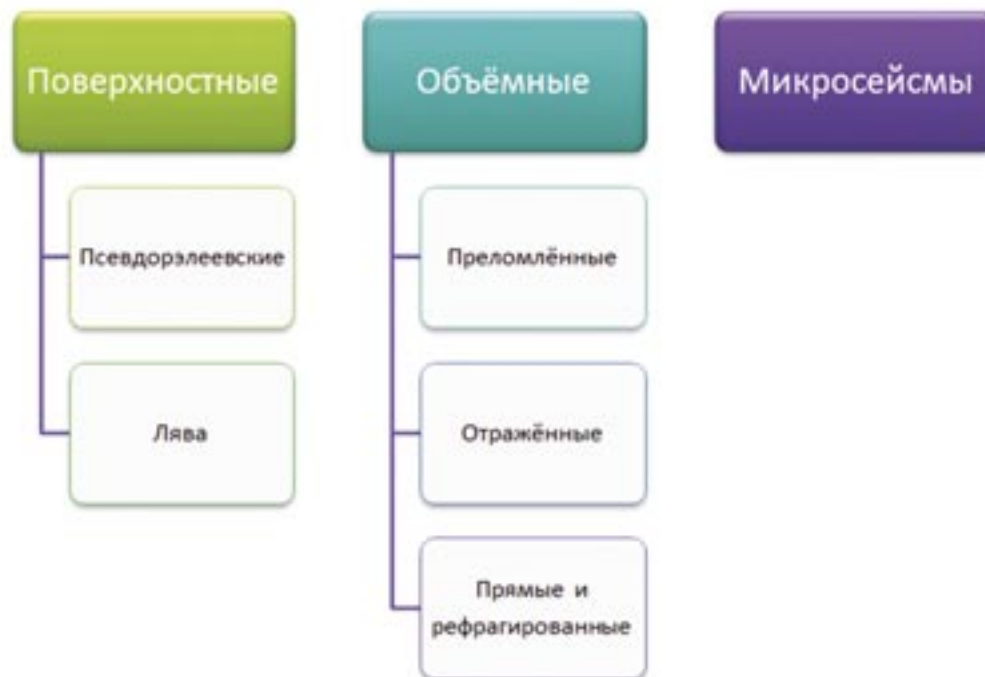 Поверхностные
Псевдорэлеевские
Лява
Объёмные
Преломлённые
Отражённые
Прямые и
рефрагированные
Микросейсмы